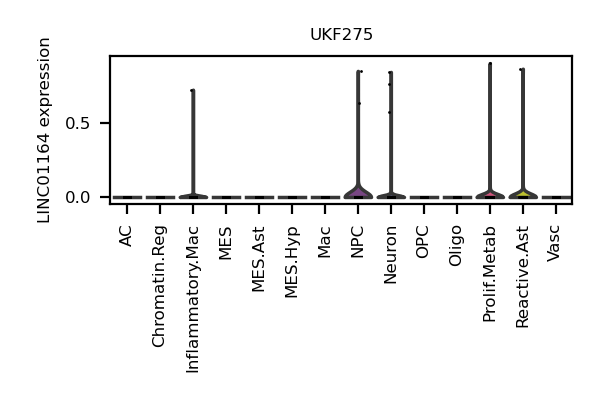 UKF275
LINC01164 expression
0.5
0.0
AC
Chromatin.Reg
Inflammatory.Mac
MES
MES.Ast
MES.Hyp
Mac
NPC
Neuron
OPC
Oligo
Prolif.Metab
Reactive.Ast
Vasc